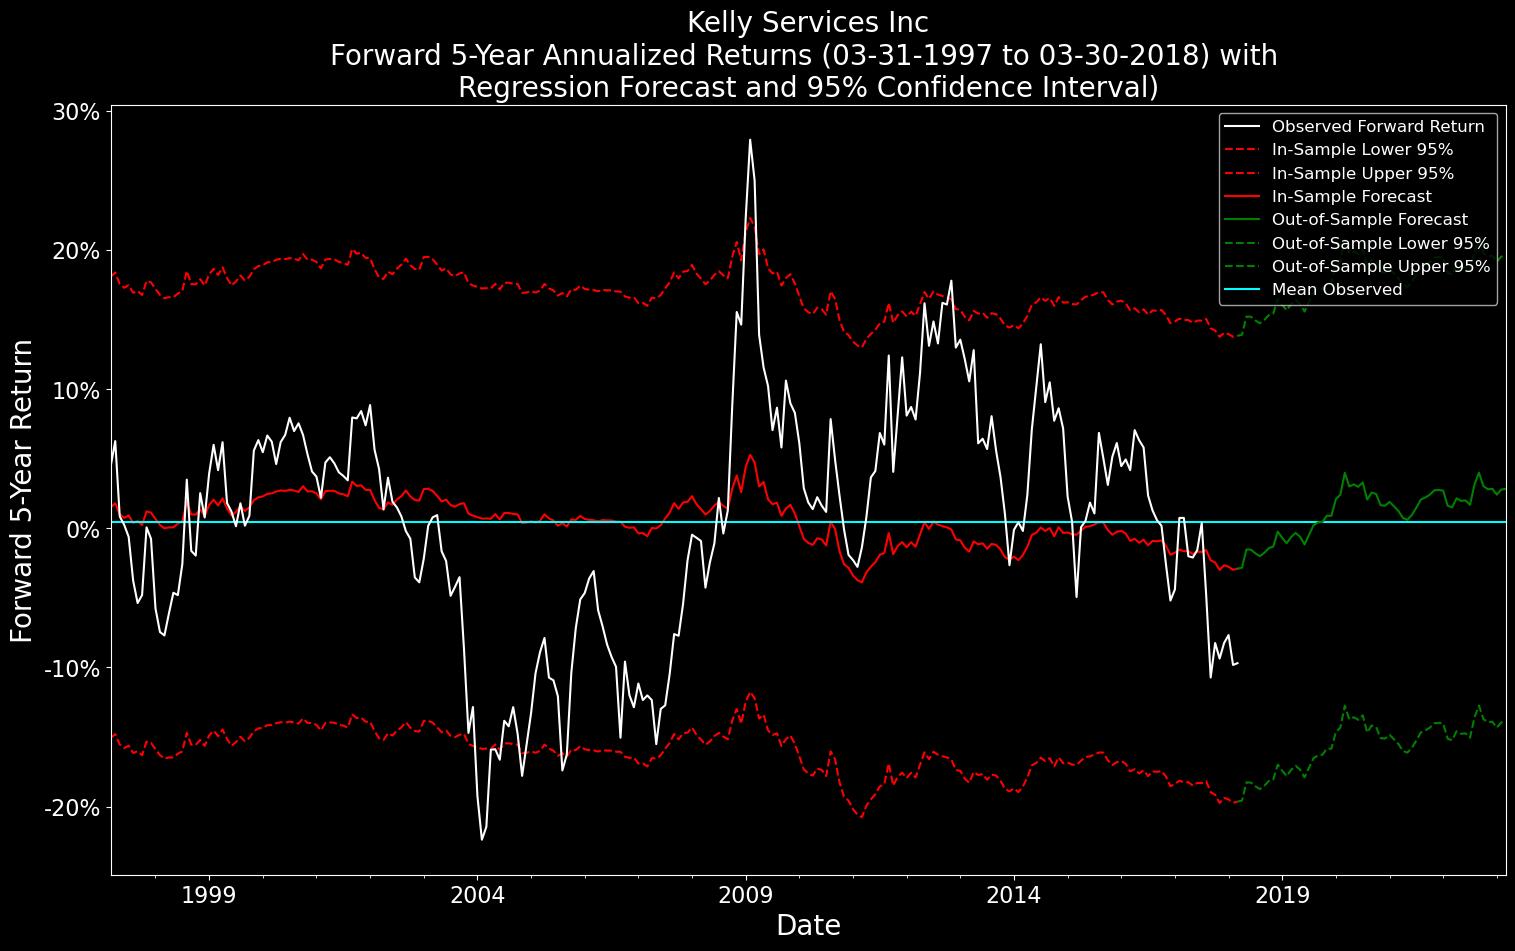 Kelly Services Inc
Forward 5-Year Annualized Returns (03-31-1997 to 03-30-2018) with
Regression Forecast and 95% Confidence Interval)
Forward 5-Year Return
30%
20%
10%
0%
-10%
-20%
Observed Forward Return
In-Sample Lower 95%
In-Sample Upper 95%
In-Sample Forecast
Out-of-Sample Forecast
Out-of-Sample Lower 95%
Out-of-Sample Upper 95%
Mean Observed
1999
2004
2009
2014
2019
Date